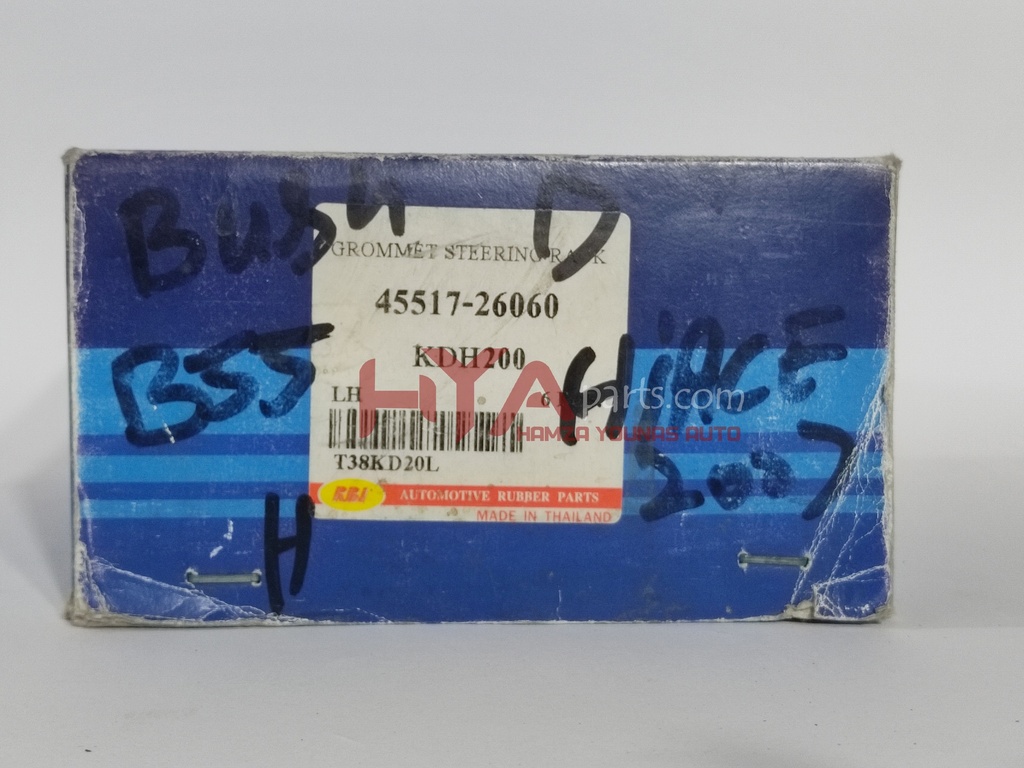 Bush D
GROMMET STEERING RACK
45517-26060
KDH200
LH
B55
HiACE
2007
HYAparts.com
HAMZA YOUNAS AUTO
T38KD20L
RBI AUTOMOTIVE RUBBER PARTS
MADE IN THAILAND
H